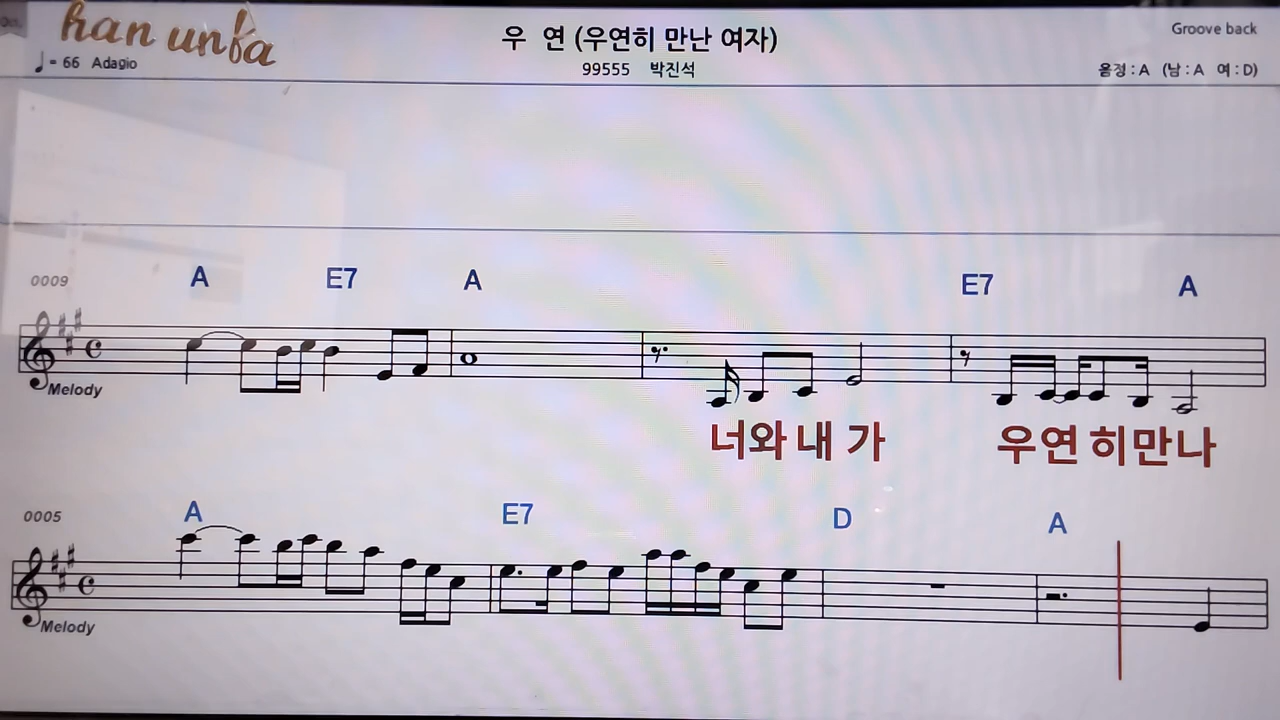 han unfa
우 연 (우연히 만난 여자)
Groove back
♩= 66 Adagio
99555 박진석
음정 : A (남 : A 여 : D)
0009
A E7 A E7 A
Melody
너와 내 가 우연 히만나
0005
A E7 D A
Melody